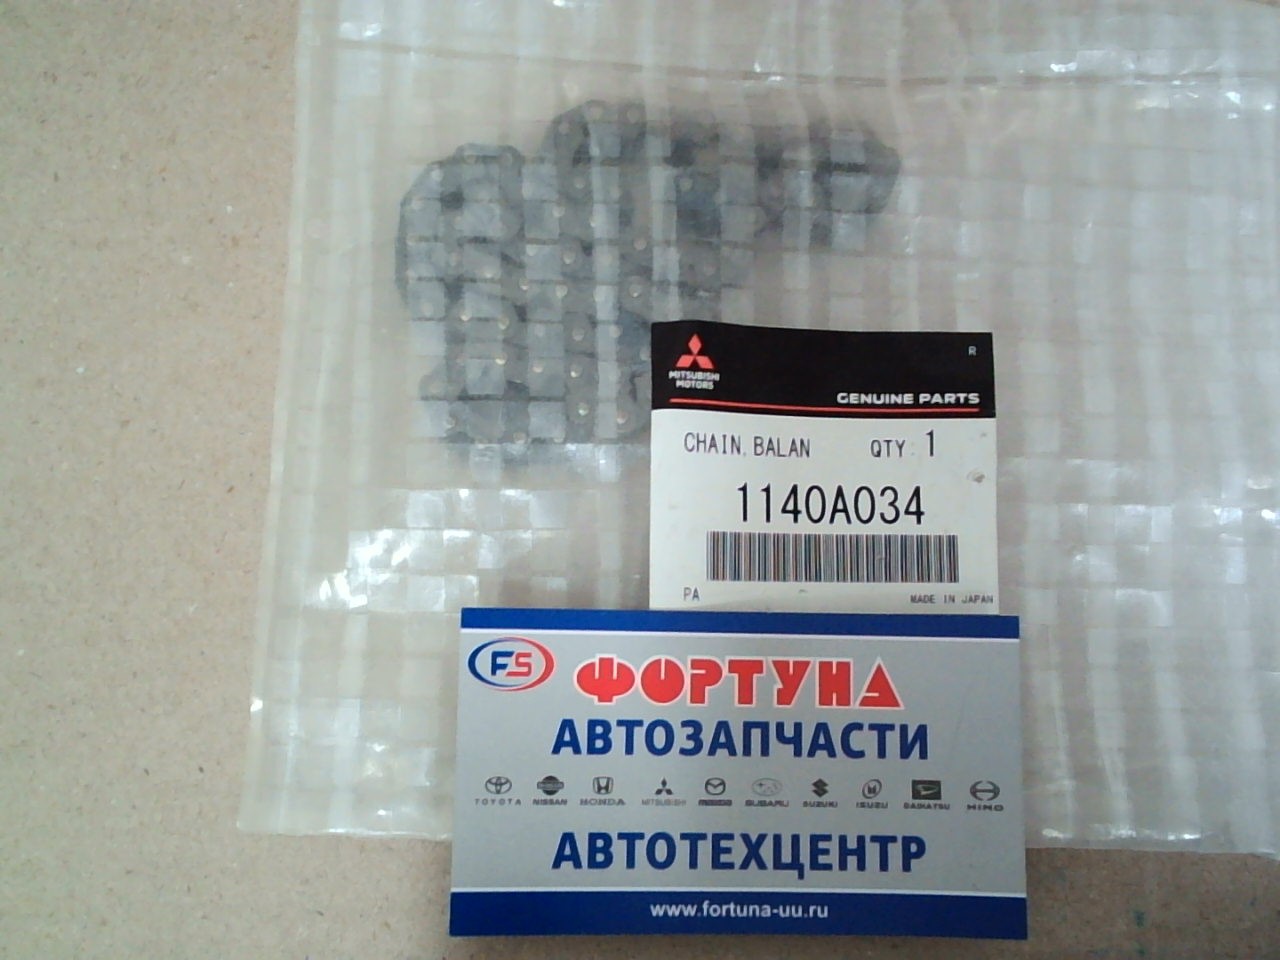 MITSUBISHI
MOTORS
R
GENUINE PARTS
CHAIN, BALAN QTY: 1
1140A034
PA MADE IN JAPAN
FS ФОРТУНА
АВТОЗАПЧАСТИ
TOYOTA NISSAN HONDA MITSUBISHI mazda SUBARU SUZUKI ISUZU DAIHATSU HINO
АВТОТЕХЦЕНТР
www.fortuna-uu.ru